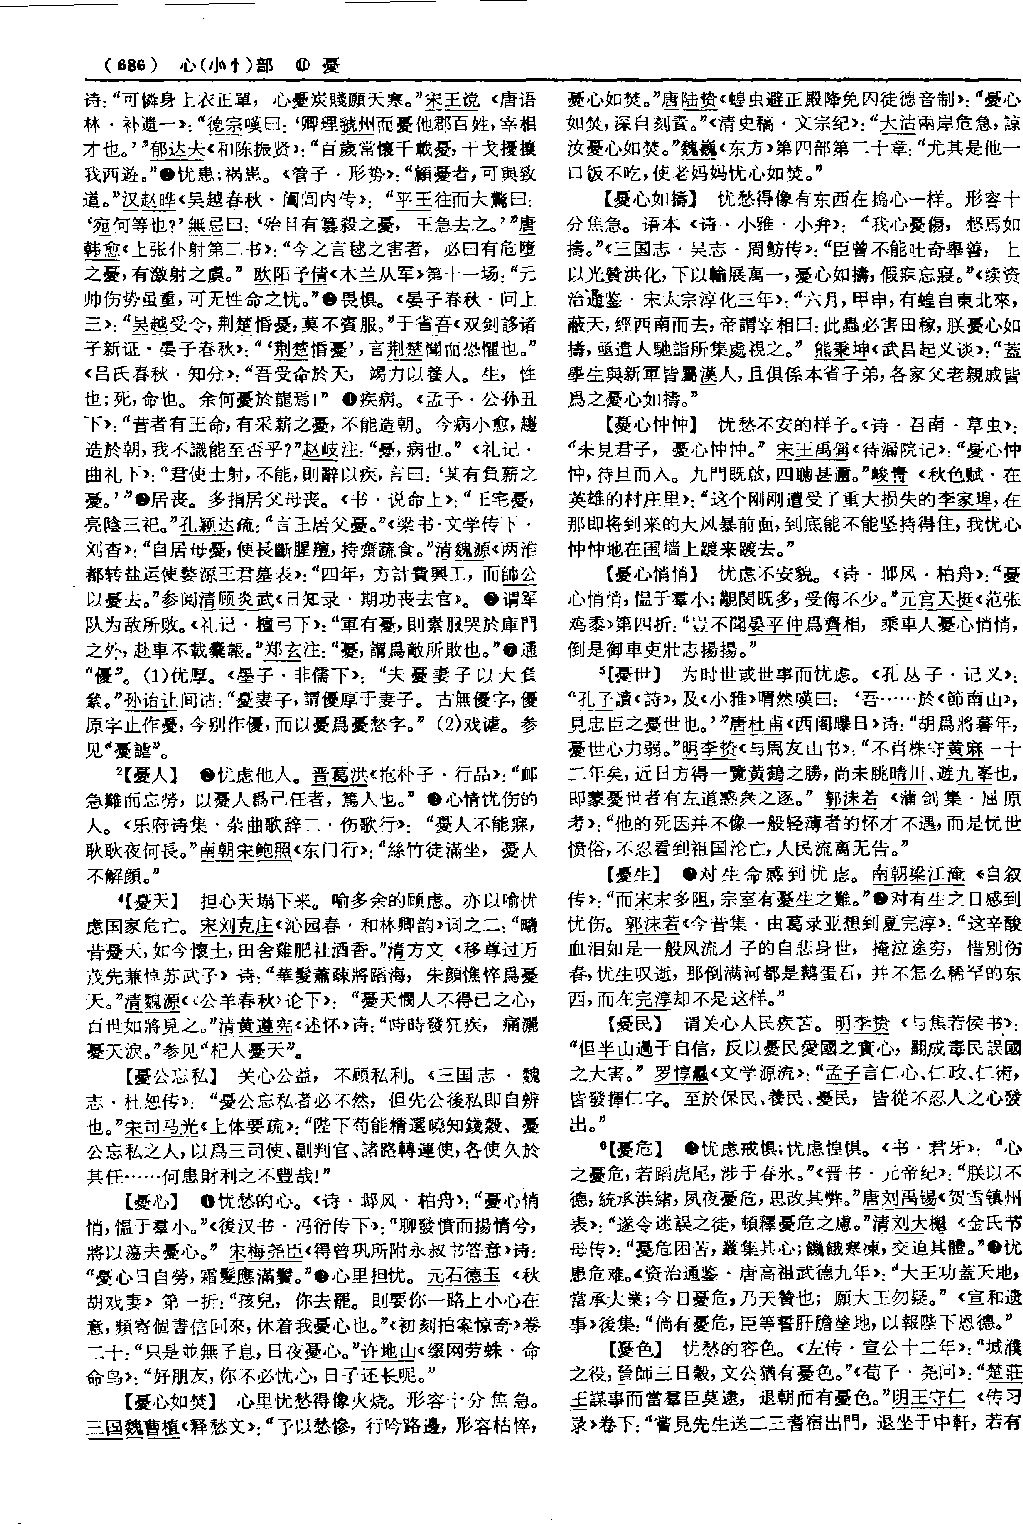 (686) 心(小忄)部 ⑪ 憂
诗:“可憐身上衣正單,心憂炭賤願天寒。”宋王谠《唐语
林·补遗一》:“德宗嘆曰:‘卿理虢州而憂他郡百姓,宰相
才也。’”郁达夫《和陈振贤》:“百歲常懷千載憂,干戈擾攘
我西遊。”❷忧患;祸患。《管子·形势》:“顧憂者,可與致
道。”汉赵晔《吴越春秋·阖闾内传》:“平王往而大驚曰:
‘宛何等也?’無忌曰:‘殆且有篡殺之憂,王急去之。’”唐
韩愈《上张仆射第二书》:“今之言毬之害者,必曰有危墮
之憂,有激射之虞。”欧阳予倩《木兰从军》第十一场:“元
帅伤势虽重,可无性命之忧。”❸畏惧。《晏子春秋·问上
三》:“吴越受令,荆楚惛憂,莫不賓服。”于省吾《双剑誃诸
子新证·晏子春秋》:“‘荆楚惛憂’,言荆楚聞而恐懼也。”
《吕氏春秋·知分》:“吾受命於天,竭力以養人。生,性
也;死,命也。余何憂於龍焉!”❹疾病。《孟子·公孙丑
下》:“昔者有王命,有采薪之憂,不能造朝。今病小愈,趨
造於朝,我不識能至否乎?”赵岐注:“憂,病也。”《礼记·
曲礼下》:“君使士射,不能,則辭以疾,言曰:‘某有負薪之
憂。’”❺居丧。多指居父母丧。《书·说命上》:“王宅憂,
亮陰三祀。”孔颖达疏:“言王居父憂。”《梁书·文学传下·
刘杳》:“自居母憂,便長斷腥羶,持齋蔬食。”清魏源《两淮
都转盐运使婺源王君墓表》:“四年,方計貲興工,而師公
以憂去。”参阅清顾炎武《日知录·期功丧去官》。❻谓军
队为敌所败。《礼记·檀弓下》:“軍有憂,則素服哭於庫門
之外,赴車不載櫜韔。”郑玄注:“憂,謂爲敵所敗也。”❼通
“優”。(1)优厚。《墨子·非儒下》:“夫憂妻子以大負
絫。”孙诒让间诂:“憂妻子,謂優厚于妻子。古無優字,優
原字止作憂,今别作優,而以憂爲憂愁字。”(2)戏谑。参
见“憂謔”。
²【憂人】 ❶忧虑他人。晋葛洪《抱朴子·行品》:“邮
急難而忘勞,以憂人爲己任者,篤人也。”❷心情忧伤的
人。《乐府诗集·杂曲歌辞二·伤歌行》:“憂人不能寐,
耿耿夜何長。”南朝宋鲍照《东门行》:“絲竹徒滿坐,憂人
不解顔。”
⁴【憂天】 担心天塌下来。喻多余的顾虑。亦以喻忧
虑国家危亡。宋刘克庄《沁园春·和林卿韵》词之二:“疇
昔憂天,如今懷土,田舍雞肥社酒香。”清方文《移尊过万
茂先兼悼苏武子》诗:“華髮蕭疎將蹈海,朱顔憔悴爲憂
天。”清魏源《〈公羊春秋〉论下》:“憂天憫人不得已之心,
百世如將見之。”清黄遵宪《述怀》诗:“時時發狂疾,痛灑
憂天淚。”参见“杞人憂天”。
【憂公忘私】 关心公益,不顾私利。《三国志·魏
志·杜恕传》:“憂公忘私者必不然,但先公後私即自辨
也。”宋司马光《上体要疏》:“陛下苟能精選曉知錢穀、憂
公忘私之人,以爲三司使、副判官、諸路轉運使,各使久於
其任……何患財利之不豐哉!”
【憂心】 ❶忧愁的心。《诗·邶风·柏舟》:“憂心悄
悄,愠于羣小。”《後汉书·冯衍传下》:“聊發憤而揚情兮,
將以蕩夫憂心。”宋梅尧臣《得曾巩所附永叔书答意》诗:
“憂心日自勞,霜髮應滿鬢。”❷心里担忧。元石德玉《秋
胡戏妻》第一折:“孩兒,你去罷。則要你一路上小心在
意,頻寄個書信回來,休着我憂心也。”《初刻拍案惊奇》卷
二十:“只是並無子息,日夜憂心。”许地山《缀网劳蛛·命
命鸟》:“好朋友,你不必忧心,日子还长呢。”
【憂心如焚】 心里忧愁得像火烧。形容十分焦急。
三国魏曹植《释愁文》:“予以愁惨,行吟路邊,形容枯悴,
憂心如焚。”唐陆贽《蝗虫避正殿降免囚徒德音制》:“憂心
如焚,深自刻責。”《清史稿·文宗纪》:“大沽兩岸危急,諒
汝憂心如焚。”魏巍《东方》第四部第二十章:“尤其是他一
口饭不吃,使老妈妈忧心如焚。”
【憂心如擣】 忧愁得像有东西在捣心一样。形容十
分焦急。语本《诗·小雅·小弁》:“我心憂傷,惄焉如
擣。”《三国志·吴志·周鲂传》:“臣曾不能吐奇舉善,上
以光贊洪化,下以輸展萬一,憂心如擣,假寐忘寢。”《续资
治通鉴·宋太宗淳化三年》:“六月,甲申,有蝗自東北來,
蔽天,經西南而去,帝謂宰相曰:此蟲必害田稼,朕憂心如
擣,亟遣人馳詣所集處視之。”熊秉坤《武昌起义谈》:“蓋
學生與新軍皆屬漢人,且俱係本省子弟,各家父老親戚皆
爲之憂心如擣。”
【憂心忡忡】 忧愁不安的样子。《诗·召南·草虫》:
“未見君子,憂心忡忡。”宋王禹偁《待漏院记》:“憂心忡
忡,待旦而入。九門既啟,四聰甚邇。”峻青《秋色赋·在
英雄的村庄里》:“这个刚刚遭受了重大损失的李家埠,在
那即将到来的大风暴前面,到底能不能坚持得住,我忧心
忡忡地在围墙上踱来踱去。”
【憂心悄悄】 忧虑不安貌。《诗·邶风·柏舟》:“憂
心悄悄,愠于羣小;覯閔既多,受侮不少。”元宫天挺《范张
鸡黍》第四折:“豈不聞晏平仲爲齊相,乘車人憂心悄悄,
倒是御車吏壯志揚揚。”
⁵【憂世】 为时世或世事而忧虑。《孔丛子·记义》:
“孔子讀《詩》,及《小雅》喟然嘆曰:‘吾……於《節南山》,
見忠臣之憂世也。’”唐杜甫《西阁曝日》诗:“胡爲將暮年,
憂世心力弱。”明李贽《与周友山书》:“不肖株守黄麻一十
二年矣,近日方得一覽黄鶴之勝,尚未眺晴川、遊九峯也,
即蒙憂世者有左道惑衆之逐。”郭沫若《蒲剑集·屈原
考》:“他的死因并不像一般轻薄者的怀才不遇,而是忧世
愤俗,不忍看到祖国沦亡,人民流离无告。”
【憂生】 ❶对生命感到忧虑。南朝梁江淹《自叙
传》:“而宋末多阻,宗室有憂生之難。”❷对有生之日感到
忧伤。郭沫若《今昔集·由葛录亚想到夏完淳》:“这辛酸
血泪如是一般风流才子的自悲身世,掩泣途穷,惜别伤
春,忧生叹逝,那倒满河都是鹅蛋石,并不怎么稀罕的东
西,而在完淳却不是这样。”
【憂民】 谓关心人民疾苦。明李贽《与焦若侯书》:
“但半山過于自信,反以憂民愛國之實心,翻成毒民誤國
之大害。”罗惇曧《文学源流》:“孟子言仁心、仁政、仁術,
皆發揮仁字。至於保民、養民、憂民,皆從不忍人之心發
出。”
⁶【憂危】 ❶忧虑戒惧;忧虑惶惧。《书·君牙》:“心
之憂危,若蹈虎尾,涉于春冰。”《晋书·元帝纪》:“朕以不
德,統承洪緒,夙夜憂危,思改其弊。”唐刘禹锡《贺雪镇州
表》:“遂令迷誤之徒,頓釋憂危之慮。”清刘大櫆《金氏节
母传》:“憂危困苦,叢集其心;饑餓寒凍,交迫其體。”❷忧
患危难。《资治通鉴·唐高祖武德九年》:“大王功蓋天地,
當承大業;今日憂危,乃天贊也;願大王勿疑。”《宣和遗
事》後集:“倘有憂危,臣等誓肝膽塗地,以報陛下恩德。”
【憂色】 忧愁的容色。《左传·宣公十二年》:“城濮
之役,晉師三日穀,文公猶有憂色。”《荀子·尧问》:“楚莊
王謀事而當羣臣莫逮,退朝而有憂色。”明王守仁《传习
录》卷下:“嘗見先生送二三耆宿出門,退坐于中軒,若有